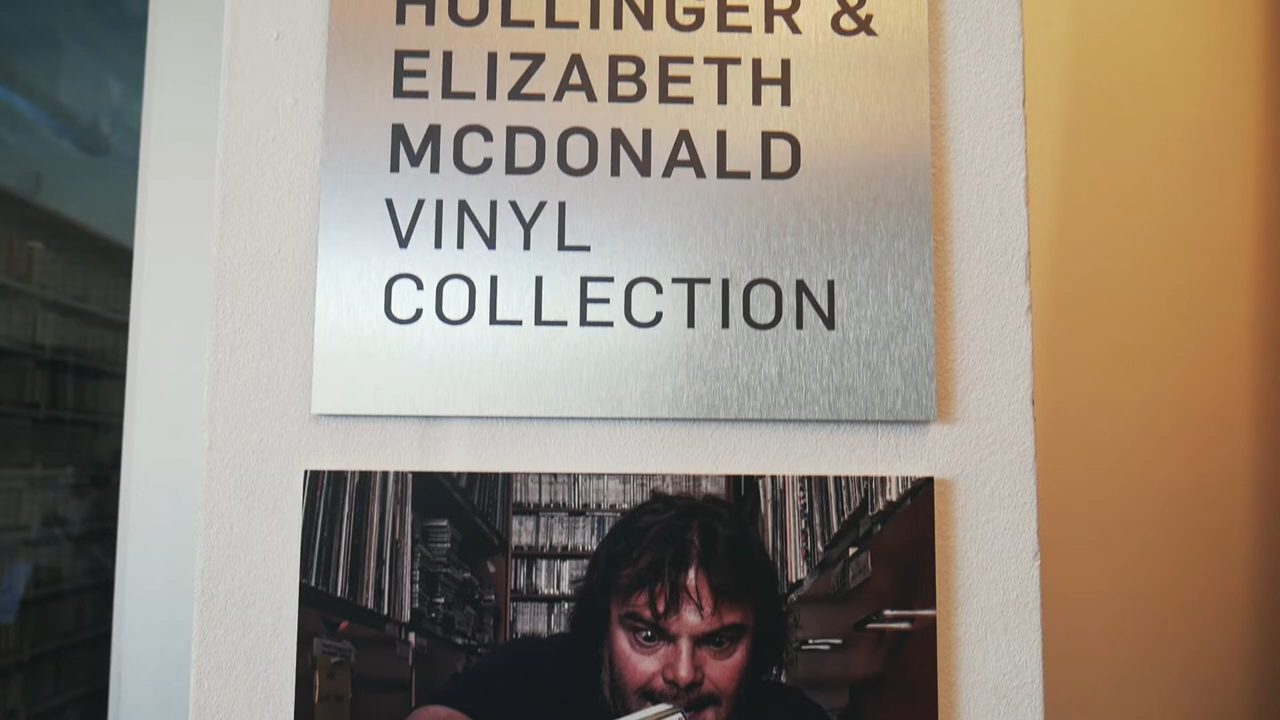 HOLLINGER &
ELIZABETH
MCDONALD
VINYL
COLLECTION